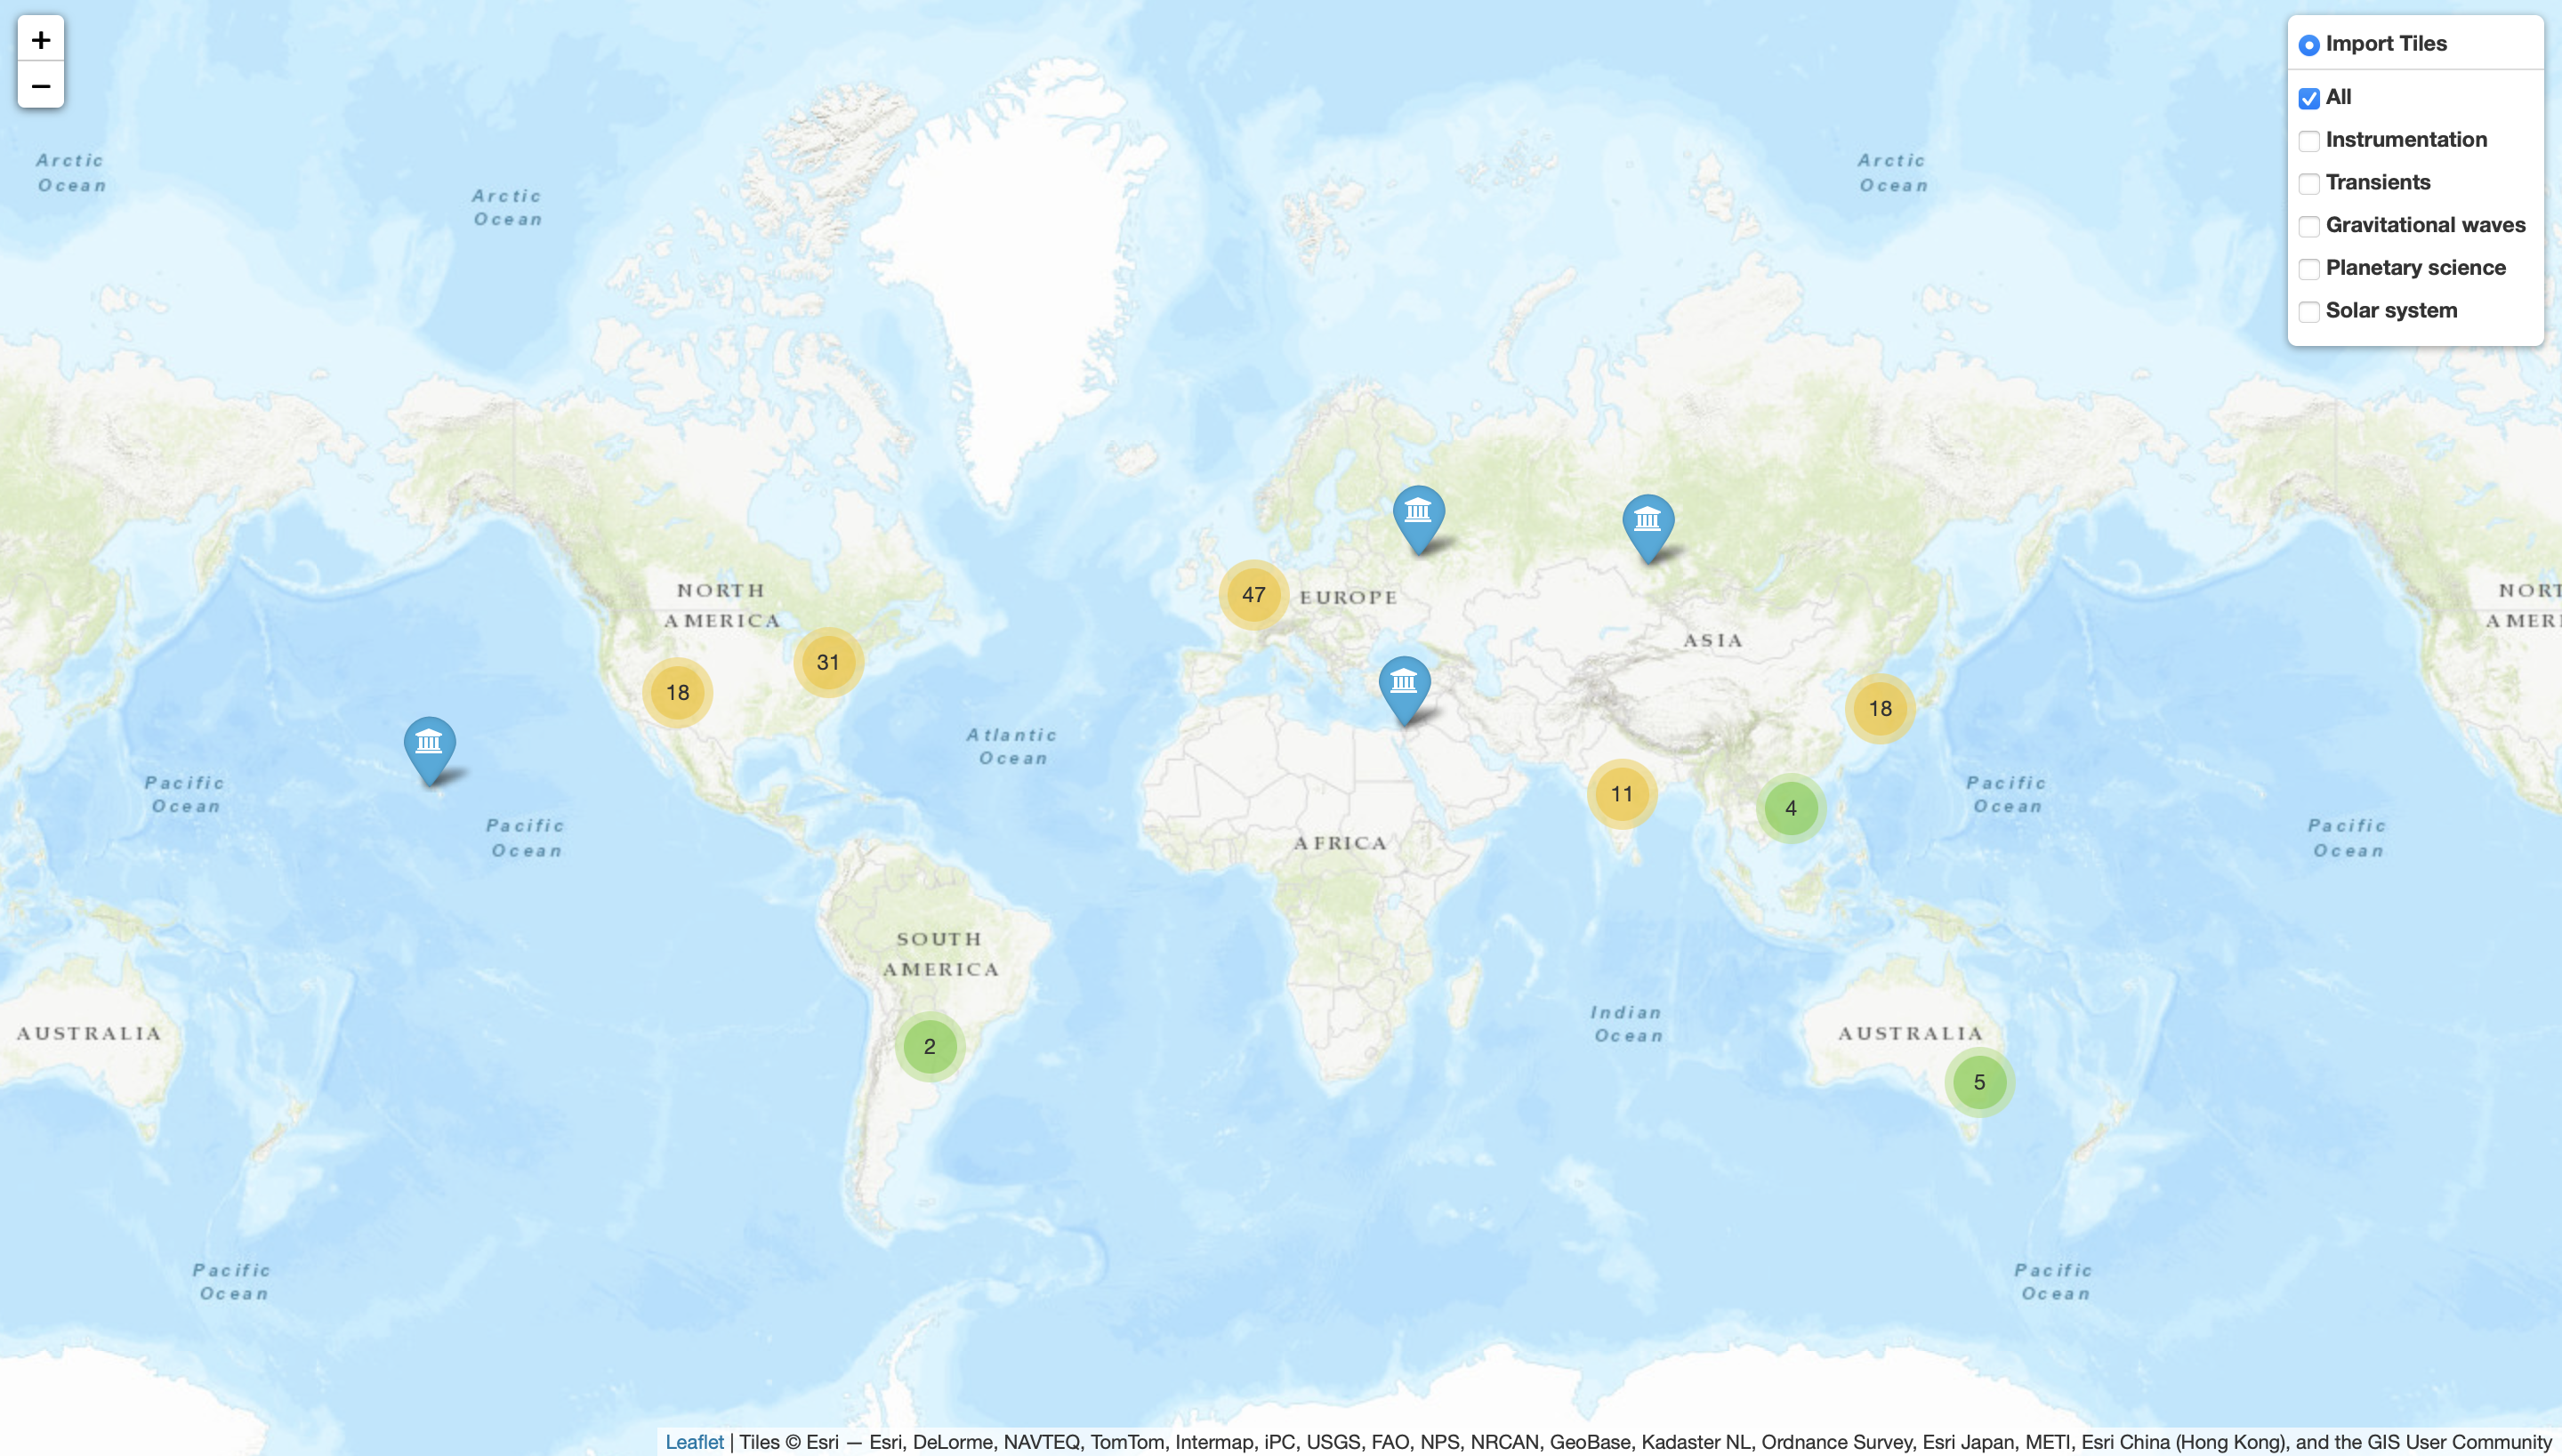 +
−
Import Tiles
All
Instrumentation
Transients
Gravitational waves
Planetary science
Solar system
Arctic
Ocean
Arctic
Ocean
Arctic
Ocean
NORTH
AMERICA
NORT
AMERI
47
EUROPE
31
18
ASIA
18
Atlantic
Ocean
Pacific
Ocean
Pacific
Ocean
11
4
Pacific
Ocean
Pacific
Ocean
AFRICA
SOUTH
AMERICA
Indian
Ocean
AUSTRALIA
AUSTRALIA
2
5
Pacific
Ocean
Pacific
Ocean
Leaflet | Tiles © Esri — Esri, DeLorme, NAVTEQ, TomTom, Intermap, iPC, USGS, FAO, NPS, NRCAN, GeoBase, Kadaster NL, Ordnance Survey, Esri Japan, METI, Esri China (Hong Kong), and the GIS User Community